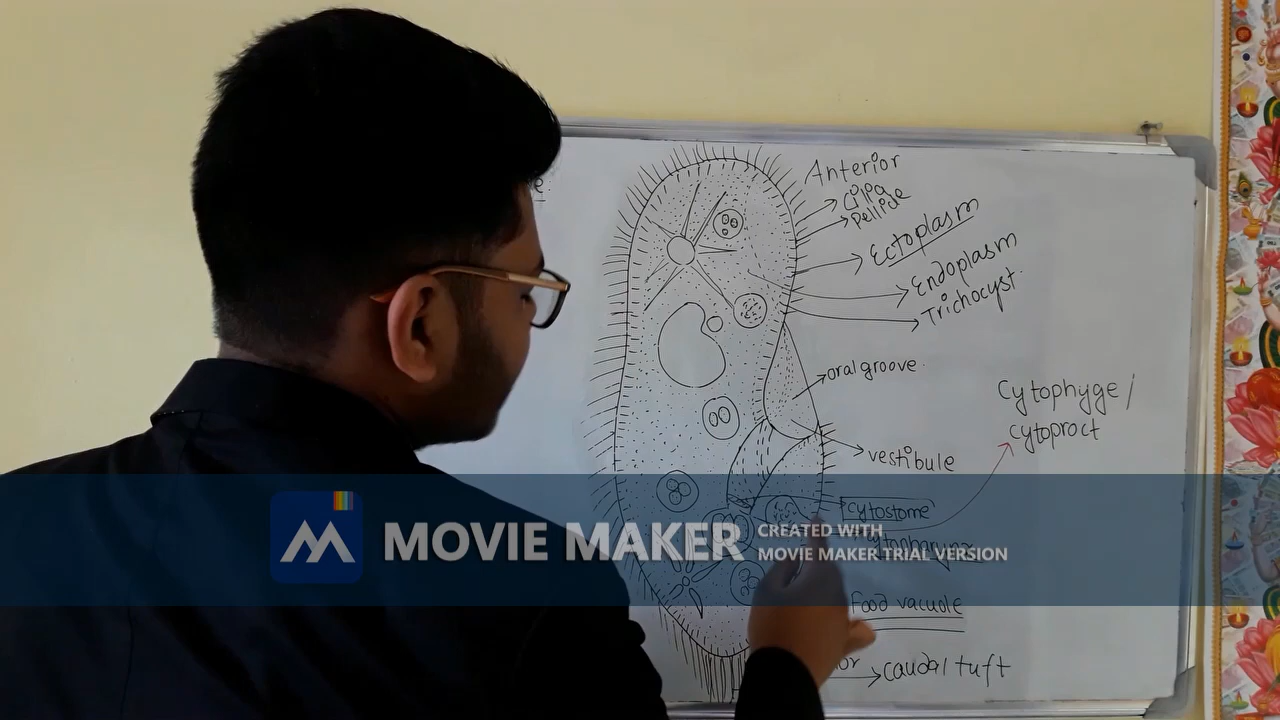 Anterior
Cilia
Pellicle
Ectoplasm
Endoplasm
Trichocyst
oral groove
Cytophyge /
cytoproct
vestibule
cytostome
MOVIE MAKER
CREATED WITH
MOVIE MAKER TRIAL VERSION
cytopharynx
food vacuole
caudal tuft